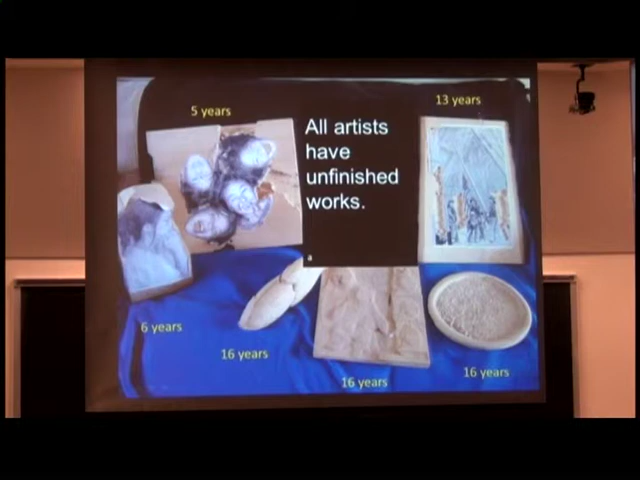 5 years
13 years
All artists
have
unfinished
works.
6 years
16 years
16 years
16 years